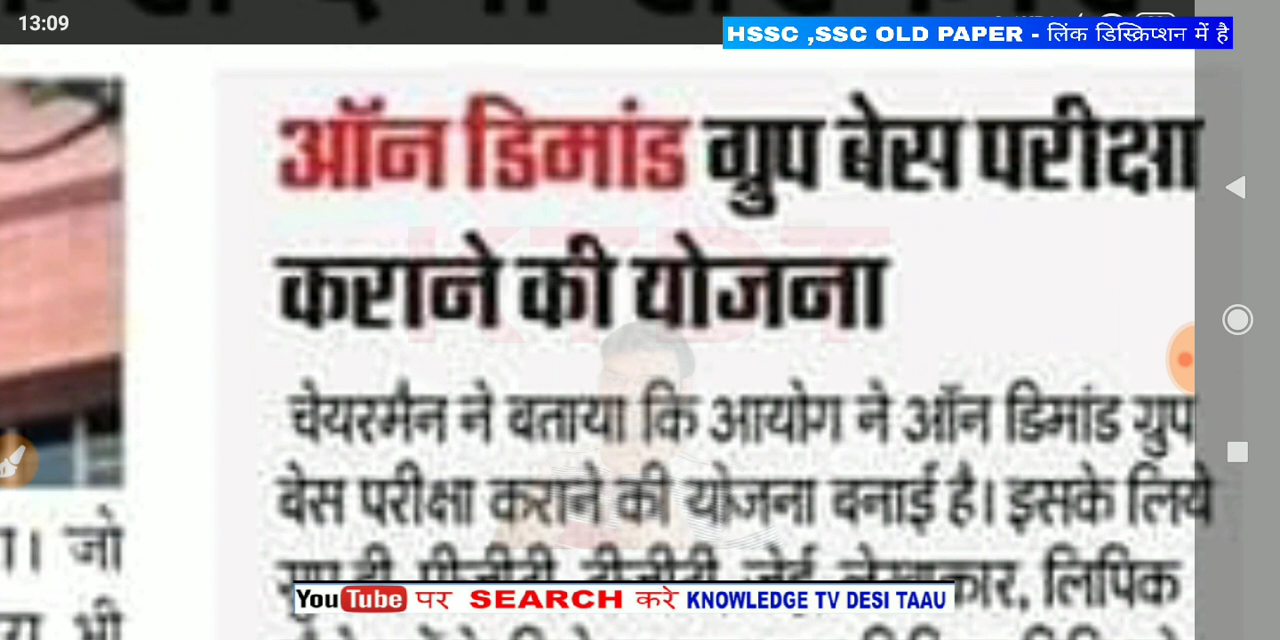 13:09
HSSC ,SSC OLD PAPER - लिंक डिस्क्रिप्शन में है
ऑन डिमांड ग्रुप बेस परीक्षा
कराने की योजना
चेयरमैन ने बताया कि आयोग ने ऑन डिमांड ग्रुप
बेस परीक्षा कराने की योजना बनाई है। इसके लिये
लिपिक
। जो
भी
YouTube पर SEARCH करे KNOWLEDGE TV DESI TAAU